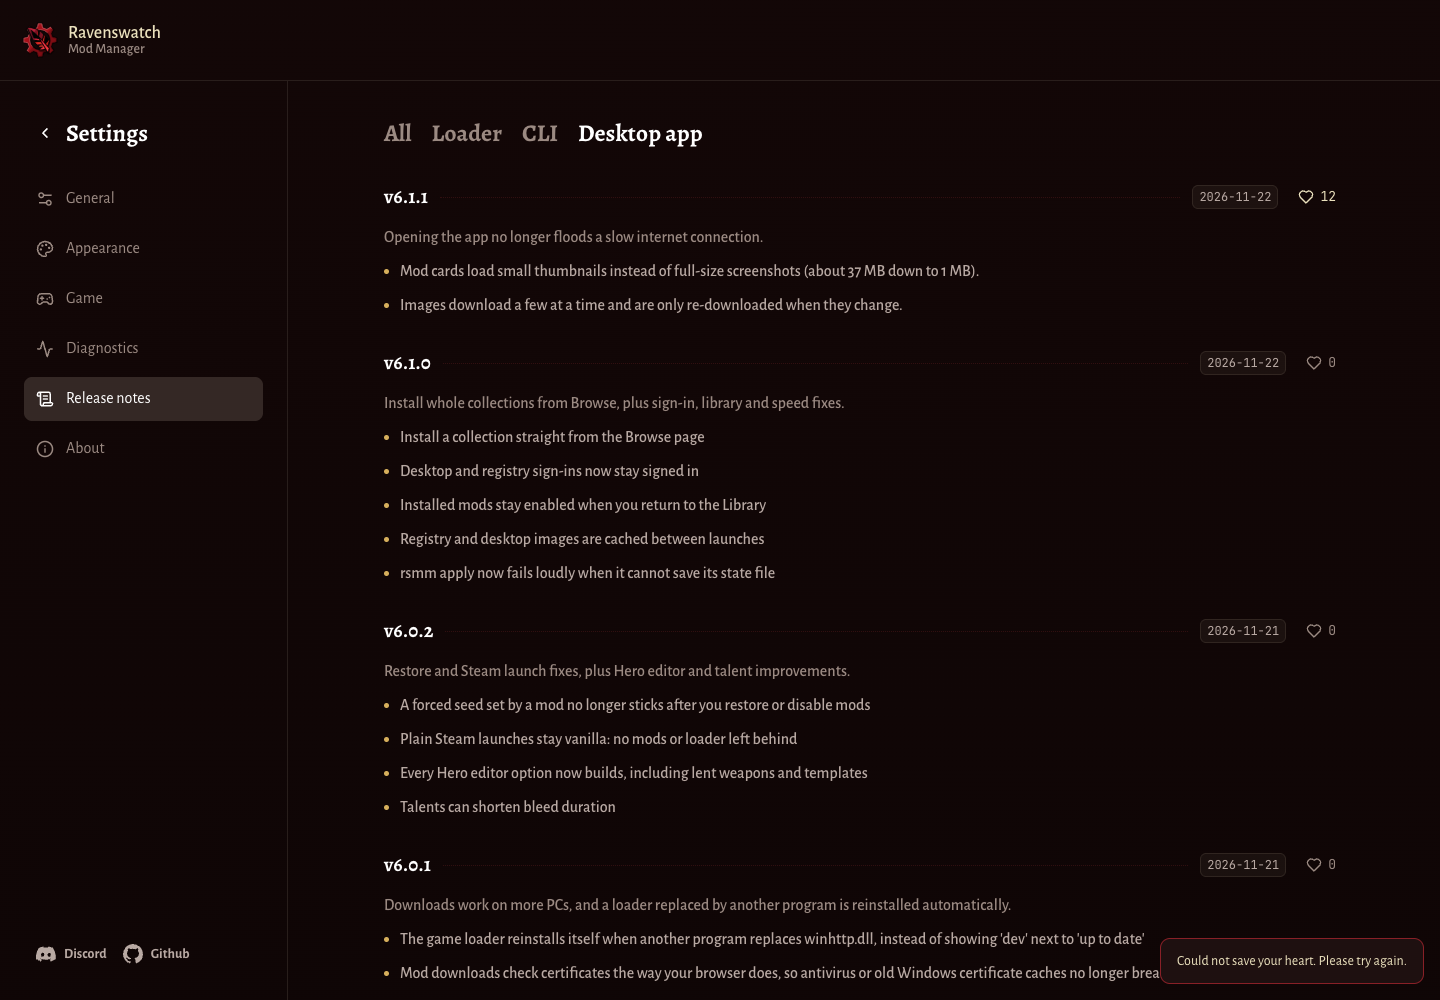 Ravenswatch
Mod Manager
Settings
General
Appearance
Game
Diagnostics
Release notes
About
Discord Github
All Loader CLI Desktop app
v6.1.1 2026-11-22 12
Opening the app no longer floods a slow internet connection.
Mod cards load small thumbnails instead of full-size screenshots (about 37 MB down to 1 MB).
Images download a few at a time and are only re-downloaded when they change.
v6.1.0 2026-11-22 0
Install whole collections from Browse, plus sign-in, library and speed fixes.
Install a collection straight from the Browse page
Desktop and registry sign-ins now stay signed in
Installed mods stay enabled when you return to the Library
Registry and desktop images are cached between launches
rsmm apply now fails loudly when it cannot save its state file
v6.0.2 2026-11-21 0
Restore and Steam launch fixes, plus Hero editor and talent improvements.
A forced seed set by a mod no longer sticks after you restore or disable mods
Plain Steam launches stay vanilla: no mods or loader left behind
Every Hero editor option now builds, including lent weapons and templates
Talents can shorten bleed duration
v6.0.1 2026-11-21 0
Downloads work on more PCs, and a loader replaced by another program is reinstalled automatically.
The game loader reinstalls itself when another program replaces winhttp.dll, instead of showing 'dev' next to 'up to date'
Mod downloads check certificates the way your browser does, so antivirus or old Windows certificate caches no longer
Could not save your heart. Please try again.